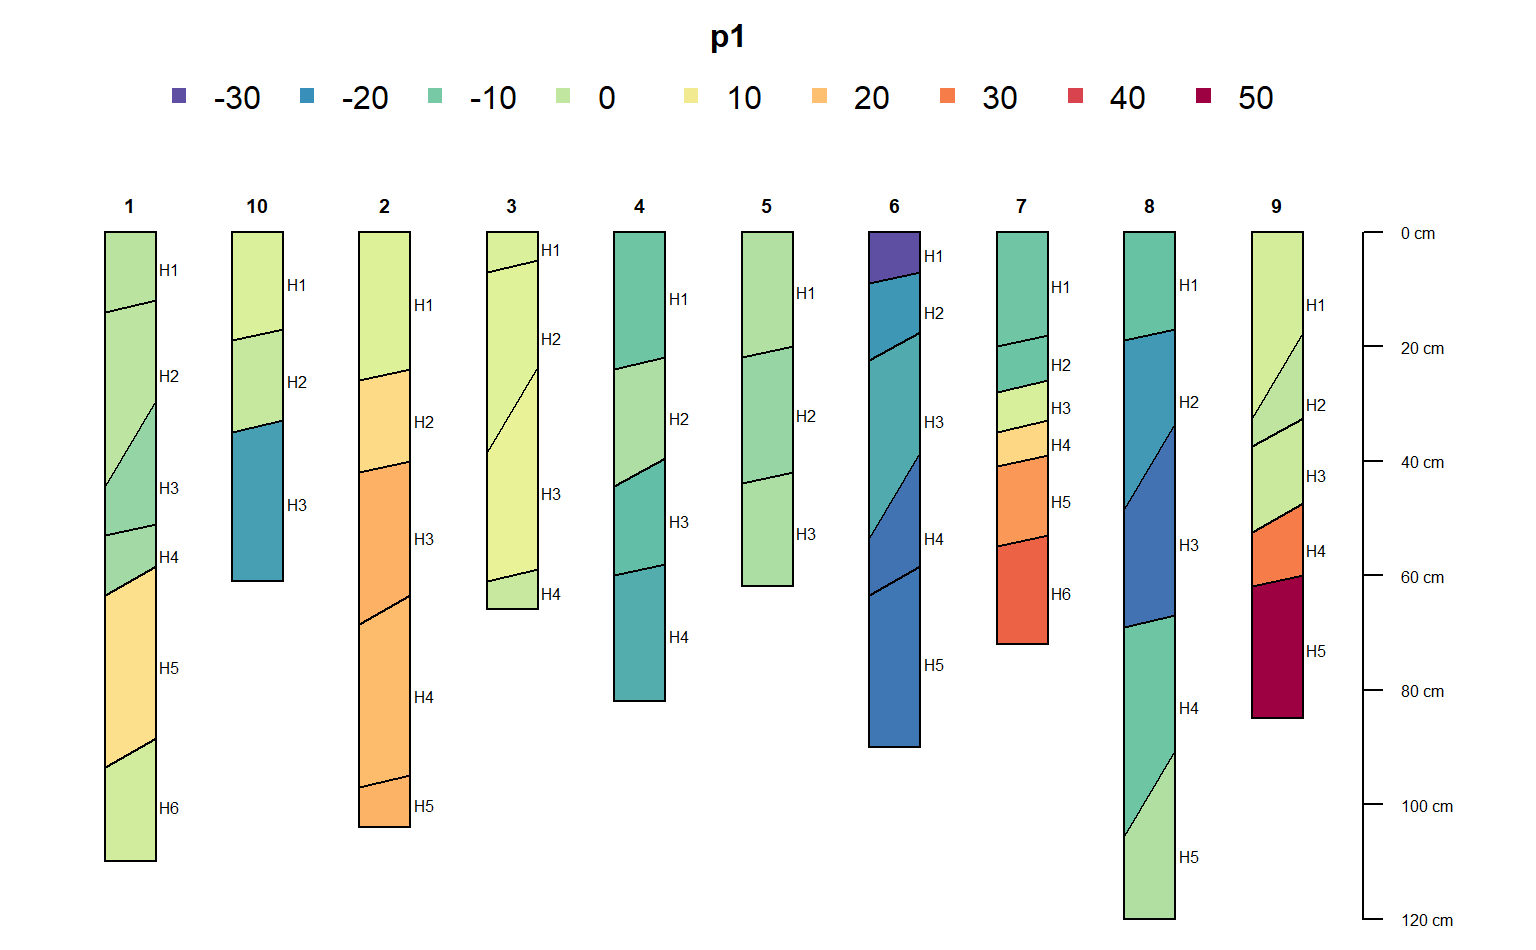 p1
-30 -20 -10 0 10 20 30 40 50
1 10 2 3 4 5 6 7 8 9
H1 H2 H3 H4 H5 H6
H1 H2 H3
H1 H2 H3 H4 H5
H1 H2 H3 H4
H1 H2 H3 H4
H1 H2 H3
H1 H2 H3 H4 H5
H1 H2 H3 H4 H5 H6
H1 H2 H3 H4 H5
H1 H2 H3 H4 H5
0 cm
20 cm
40 cm
60 cm
80 cm
100 cm
120 cm